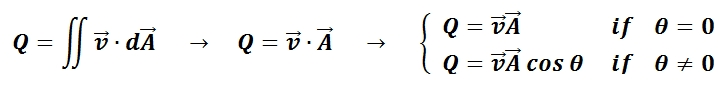 Q = ∬ v⃗ · dA⃗ → Q = v⃗ · A⃗ → { Q = v⃗A⃗ if θ = 0
Q = v⃗A⃗ cos θ if θ ≠ 0